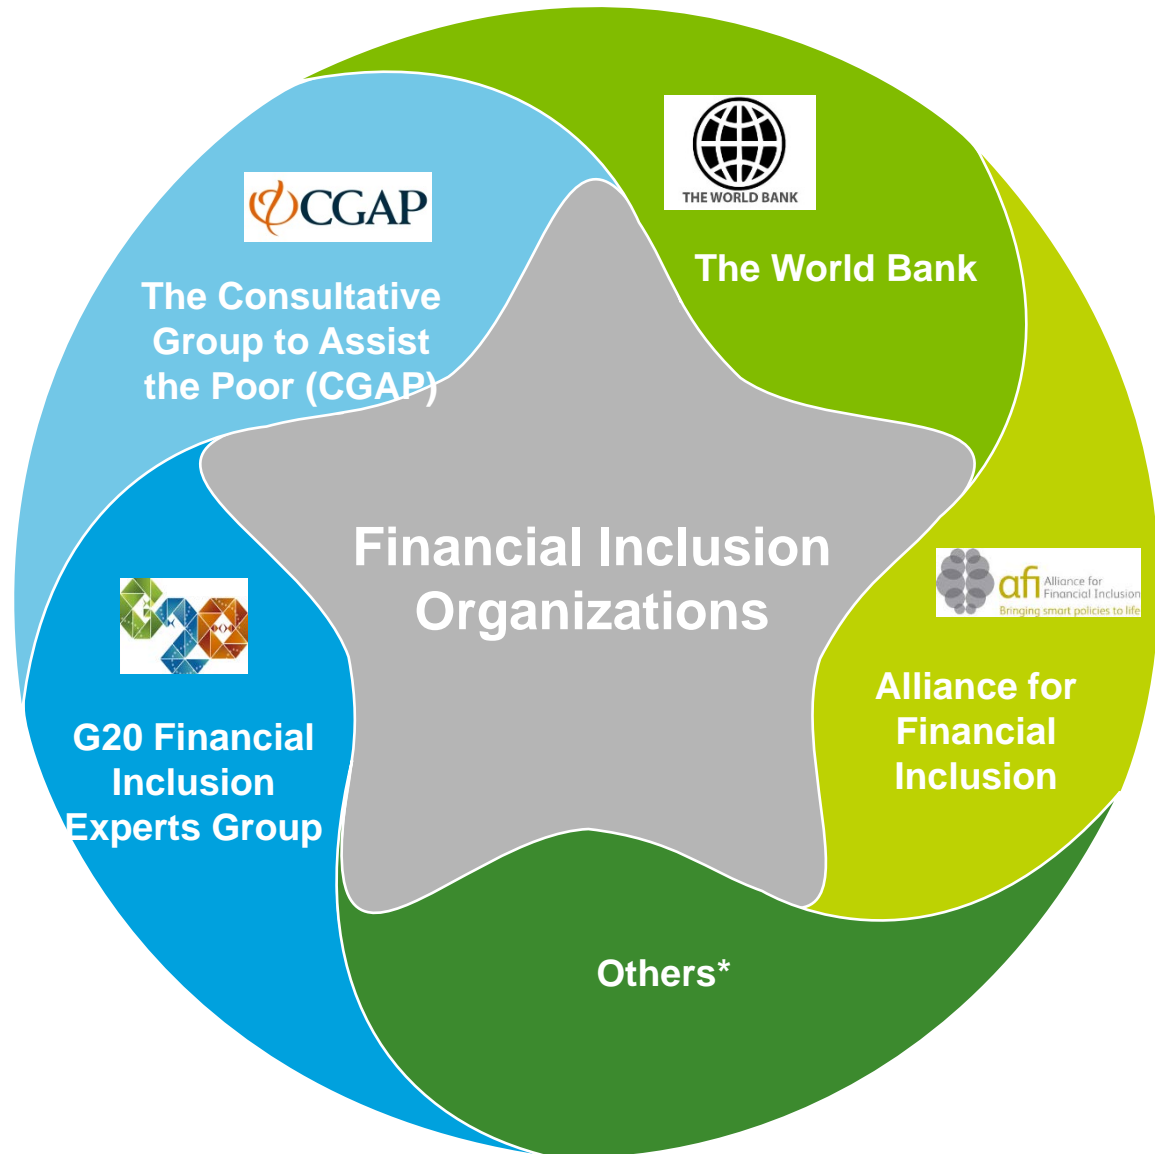 THE WORLD BANK
The World Bank
CGAP
The Consultative
Group to Assist
the Poor (CGAP)
Financial Inclusion
Organizations
afi Alliance for
Financial Inclusion
Bringing smart policies to life
Alliance for
Financial
Inclusion
G20
G20 Financial
Inclusion
Experts Group
Others*